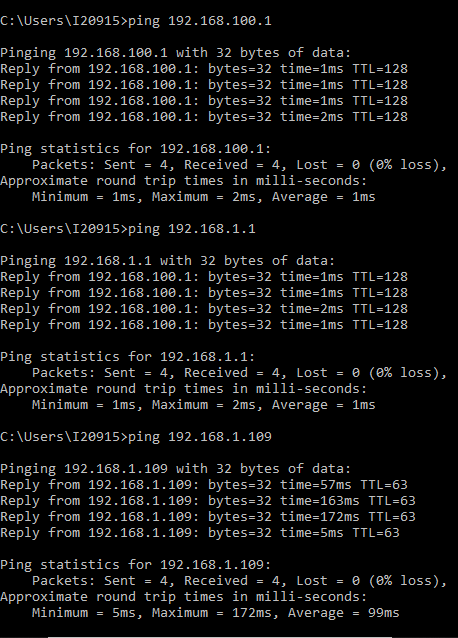 C:\Users\I20915>ping 192.168.100.1
Pinging 192.168.100.1 with 32 bytes of data:
Reply from 192.168.100.1: bytes=32 time=1ms TTL=128
Reply from 192.168.100.1: bytes=32 time=1ms TTL=128
Reply from 192.168.100.1: bytes=32 time=1ms TTL=128
Reply from 192.168.100.1: bytes=32 time=2ms TTL=128
Ping statistics for 192.168.100.1:
    Packets: Sent = 4, Received = 4, Lost = 0 (0% loss),
Approximate round trip times in milli-seconds:
    Minimum = 1ms, Maximum = 2ms, Average = 1ms
C:\Users\I20915>ping 192.168.1.1
Pinging 192.168.1.1 with 32 bytes of data:
Reply from 192.168.100.1: bytes=32 time=1ms TTL=128
Reply from 192.168.100.1: bytes=32 time=1ms TTL=128
Reply from 192.168.100.1: bytes=32 time=2ms TTL=128
Reply from 192.168.100.1: bytes=32 time=1ms TTL=128
Ping statistics for 192.168.1.1:
    Packets: Sent = 4, Received = 4, Lost = 0 (0% loss),
Approximate round trip times in milli-seconds:
    Minimum = 1ms, Maximum = 2ms, Average = 1ms
C:\Users\I20915>ping 192.168.1.109
Pinging 192.168.1.109 with 32 bytes of data:
Reply from 192.168.1.109: bytes=32 time=57ms TTL=63
Reply from 192.168.1.109: bytes=32 time=163ms TTL=63
Reply from 192.168.1.109: bytes=32 time=172ms TTL=63
Reply from 192.168.1.109: bytes=32 time=5ms TTL=63
Ping statistics for 192.168.1.109:
    Packets: Sent = 4, Received = 4, Lost = 0 (0% loss),
Approximate round trip times in milli-seconds:
    Minimum = 5ms, Maximum = 172ms, Average = 99ms